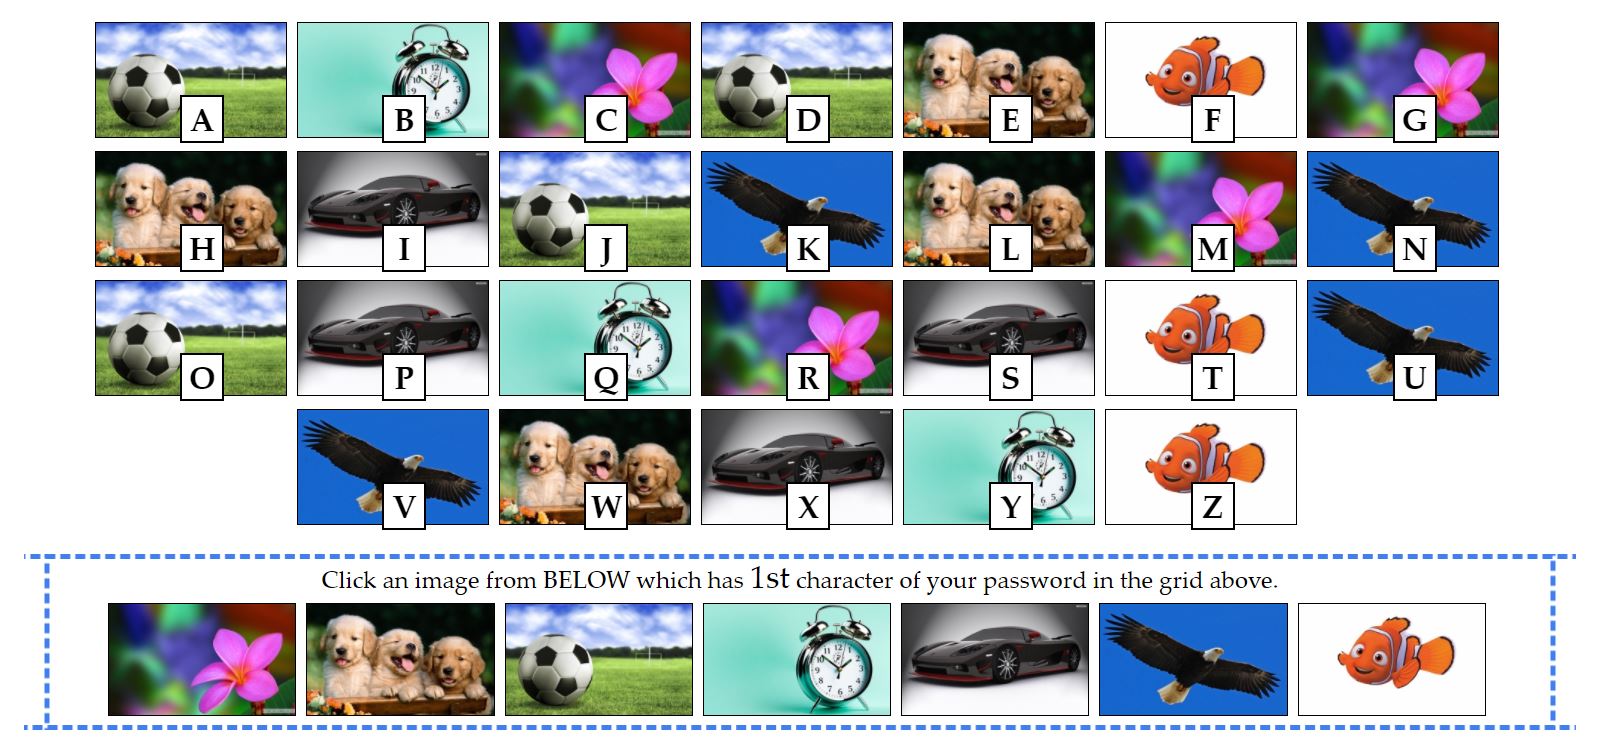 A B C D E F G
H I J K L M N
O P Q R S T U
V W X Y Z
Click an image from BELOW which has 1st character of your password in the grid above.